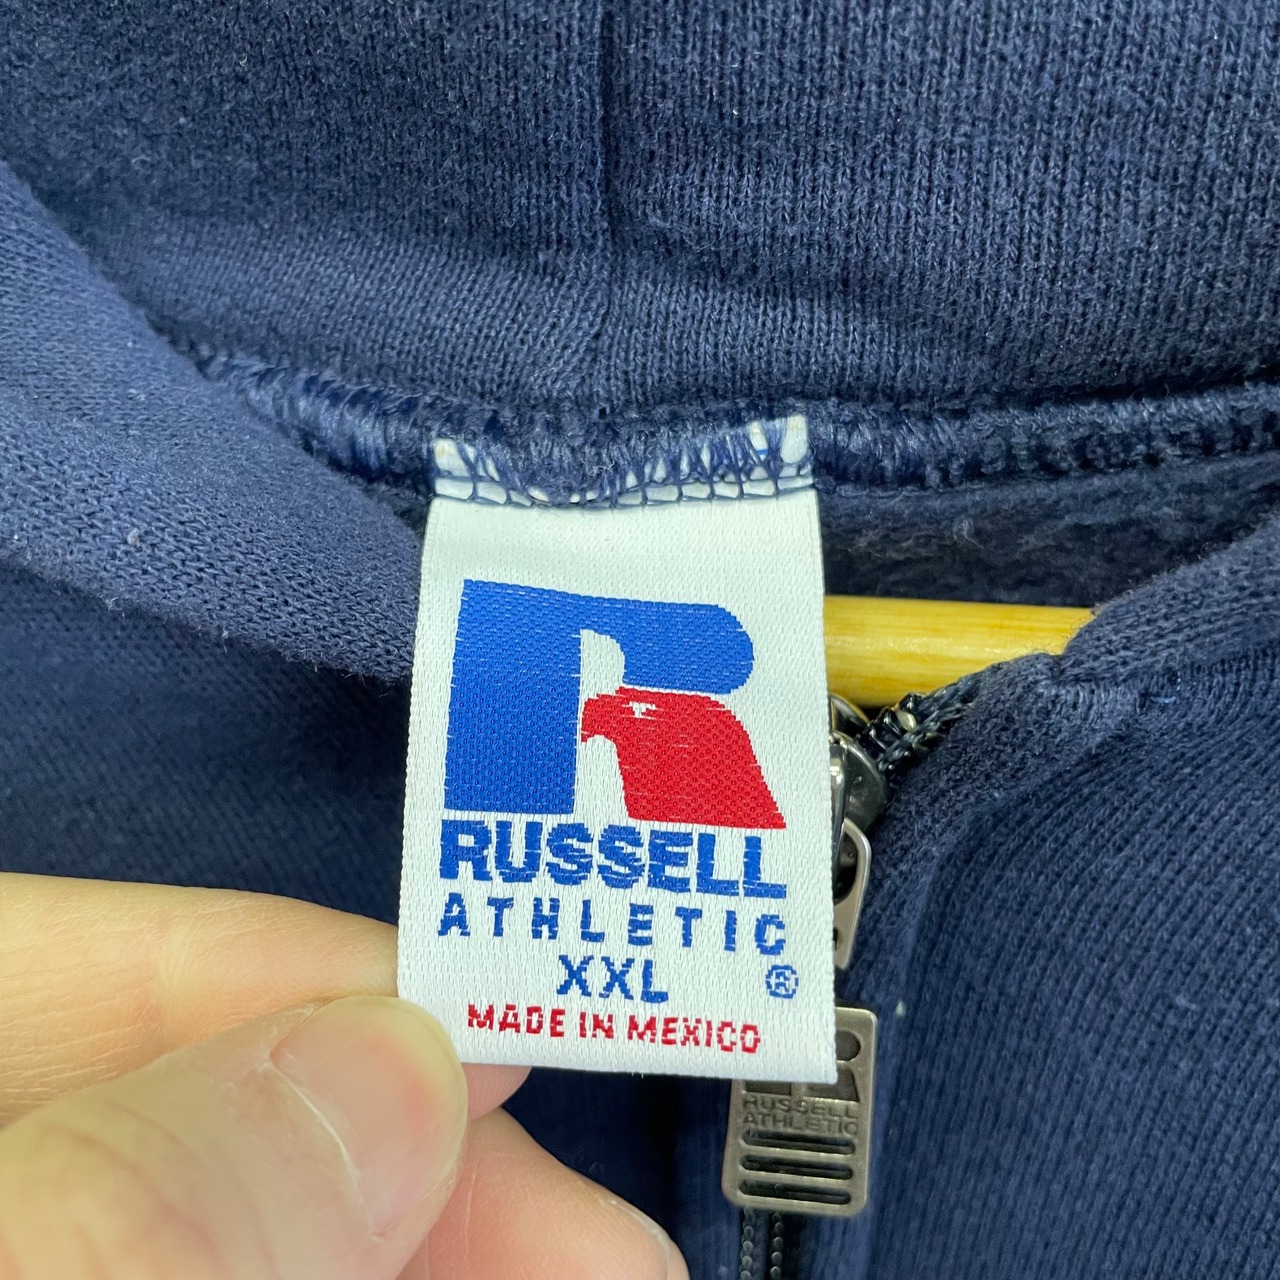 R
RUSSELL
ATHLETIC
XXL ®
MADE IN MEXICO
RUSSELL
ATHLETIC